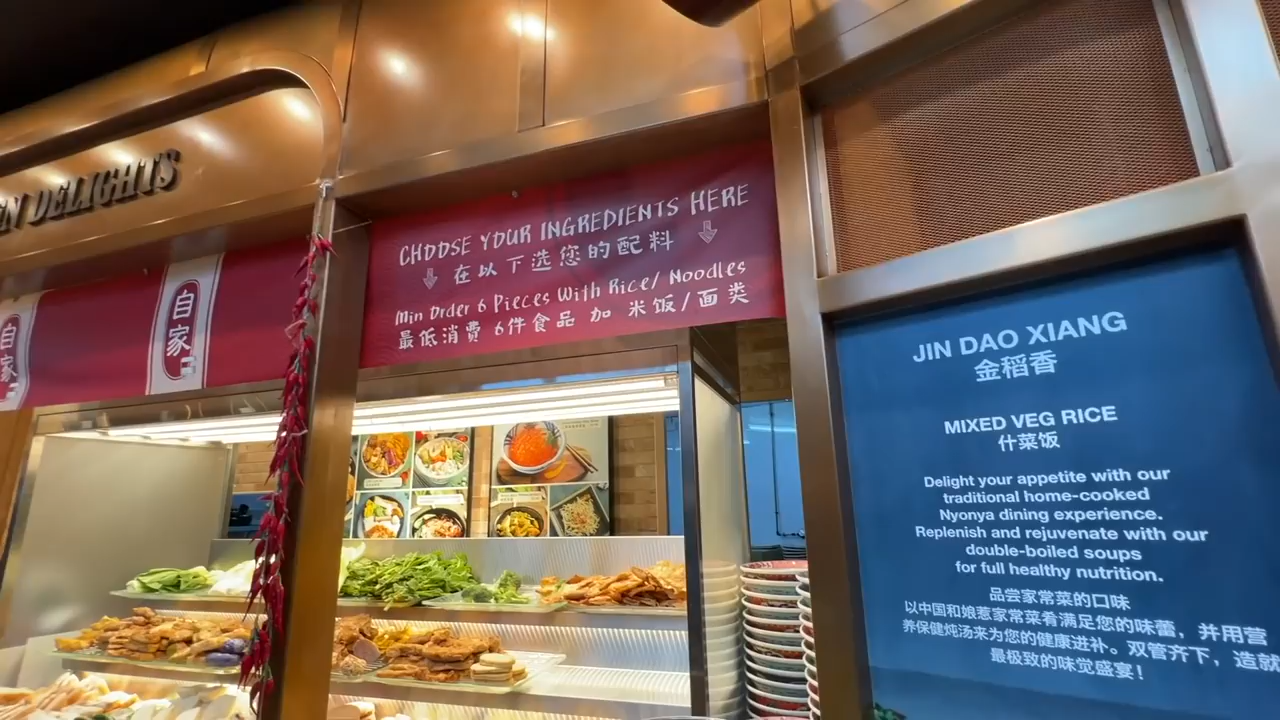 DELIGHTS
自家
自家
CHOOSE YOUR INGREDIENTS HERE
在以下选您的配料
Min Order 6 Pieces With Rice/ Noodles
最低消费 6件食品 加 米饭/面类
JIN DAO XIANG
金稻香
MIXED VEG RICE
什菜饭
Delight your appetite with our
traditional home-cooked
Nyonya dining experience.
Replenish and rejuvenate with our
double-boiled soups
for full healthy nutrition.
品尝家常菜的口味
以中国和娘惹家常菜肴满足您的味蕾，并用营
养保健炖汤来为您的健康进补。双管齐下，造就
最极致的味觉盛宴！